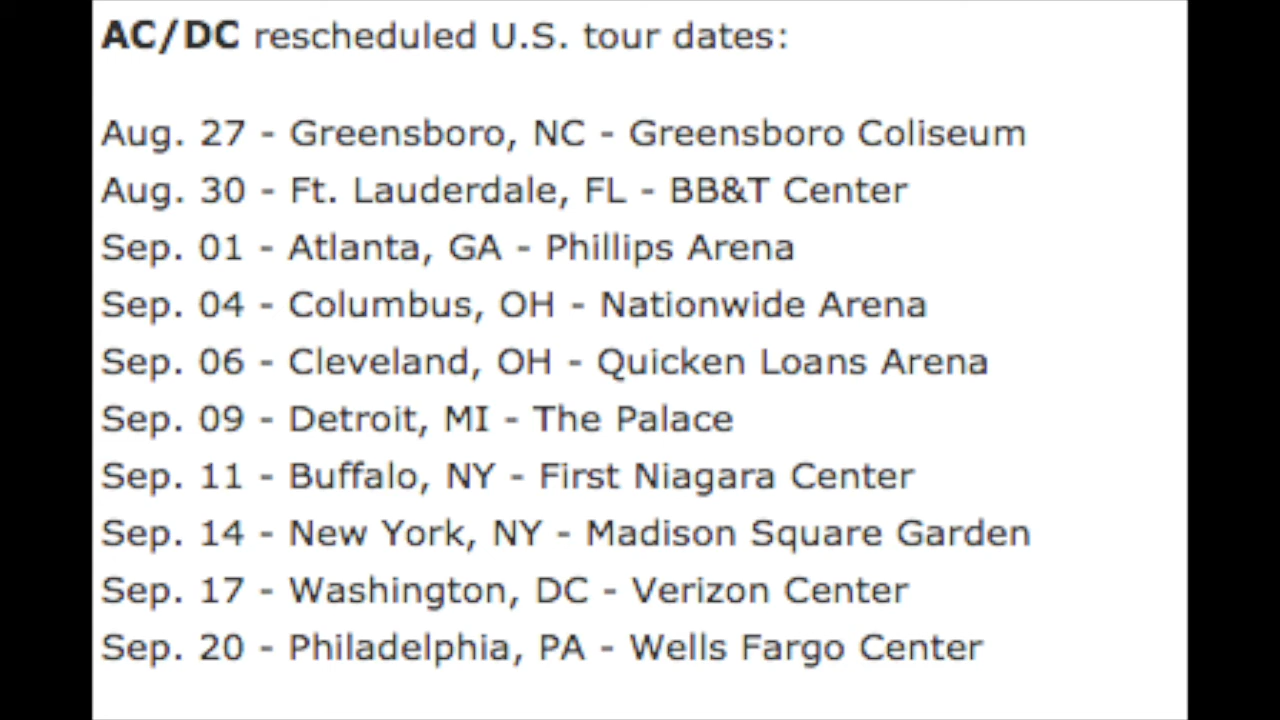 AC/DC rescheduled U.S. tour dates:
Aug. 27 - Greensboro, NC - Greensboro Coliseum
Aug. 30 - Ft. Lauderdale, FL - BB&T Center
Sep. 01 - Atlanta, GA - Phillips Arena
Sep. 04 - Columbus, OH - Nationwide Arena
Sep. 06 - Cleveland, OH - Quicken Loans Arena
Sep. 09 - Detroit, MI - The Palace
Sep. 11 - Buffalo, NY - First Niagara Center
Sep. 14 - New York, NY - Madison Square Garden
Sep. 17 - Washington, DC - Verizon Center
Sep. 20 - Philadelphia, PA - Wells Fargo Center